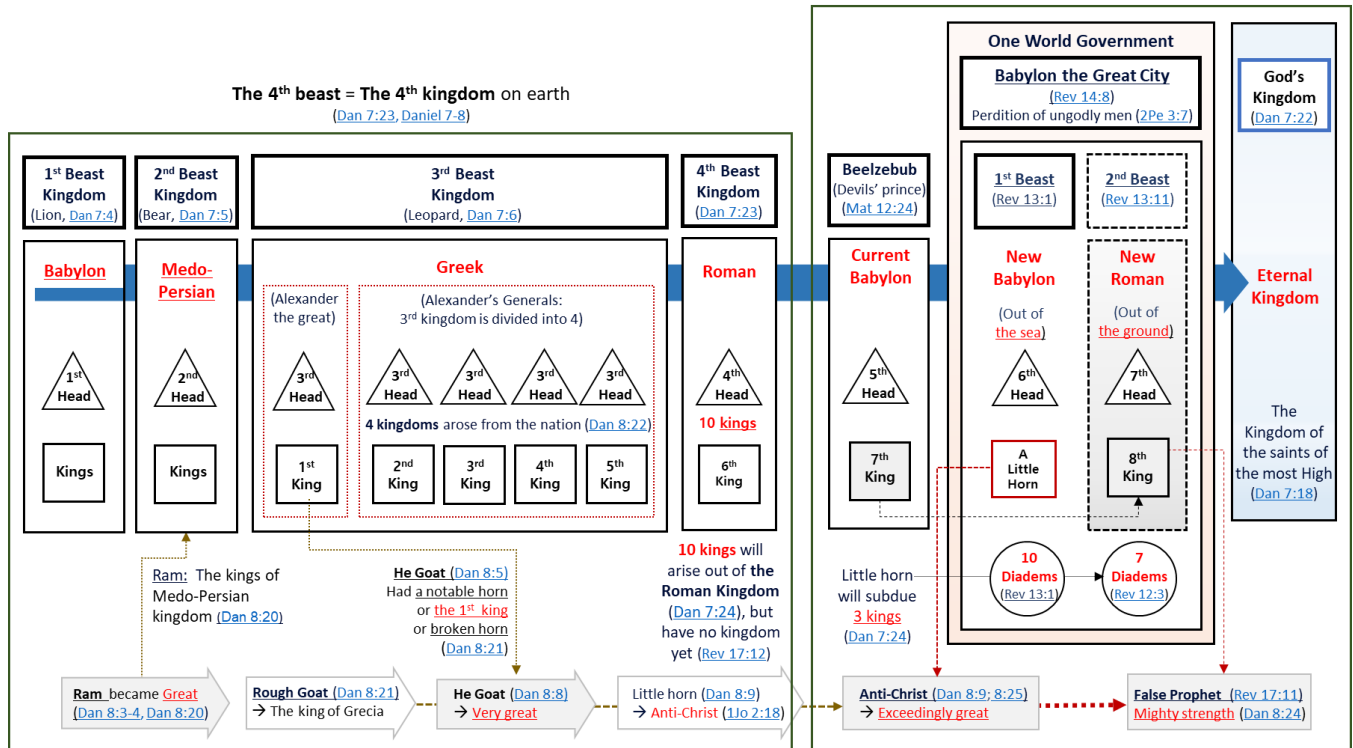 The 4th beast = The 4th kingdom on earth
(Dan 7:23, Daniel 7-8)
1st Beast
Kingdom
(Lion, Dan 7:4)
2nd Beast
Kingdom
(Bear, Dan 7:5)
3rd Beast
Kingdom
(Leopard, Dan 7:6)
4th Beast
Kingdom
(Dan 7:23)
Babylon
Medo-
Persian
Greek
Roman
(Alexander
the great)
(Alexander's Generals:
3rd kingdom is divided into 4)
1st
Head
2nd
Head
3rd
Head
3rd
Head
3rd
Head
3rd
Head
3rd
Head
4th
Head
4 kingdoms arose from the nation (Dan 8:22)
10 kings
Kings
Kings
1st
King
2nd
King
3rd
King
4th
King
5th
King
6th
King
Ram: The kings of
Medo-Persian
kingdom (Dan 8:20)
He Goat (Dan 8:5)
Had a notable horn
or the 1st king
or broken horn
(Dan 8:21)
10 kings will
arise out of the
Roman Kingdom
(Dan 7:24), but
have no kingdom
yet (Rev 17:12)
Ram became Great
(Dan 8:3-4, Dan 8:20)
Rough Goat (Dan 8:21)
→ The king of Grecia
He Goat (Dan 8:8)
→ Very great
Little horn (Dan 8:9)
→ Anti-Christ (1Jo 2:18)
One World Government
Babylon the Great City
(Rev 14:8)
Perdition of ungodly men (2Pe 3:7)
God's
Kingdom
(Dan 7:22)
Beelzebub
(Devils' prince)
(Mat 12:24)
1st Beast
(Rev 13:1)
2nd Beast
(Rev 13:11)
Current
Babylon
New
Babylon
New
Roman
Eternal
Kingdom
(Out of
the sea)
(Out of
the ground)
5th
Head
6th
Head
7th
Head
7th
King
A
Little
Horn
8th
King
The
Kingdom of
the saints of
the most High
(Dan 7:18)
Little horn
will subdue
3 kings
(Dan 7:24)
10
Diadems
(Rev 13:1)
7
Diadems
(Rev 12:3)
Anti-Christ (Dan 8:9; 8:25)
→ Exceedingly great
False Prophet (Rev 17:11)
Mighty strength (Dan 8:24)